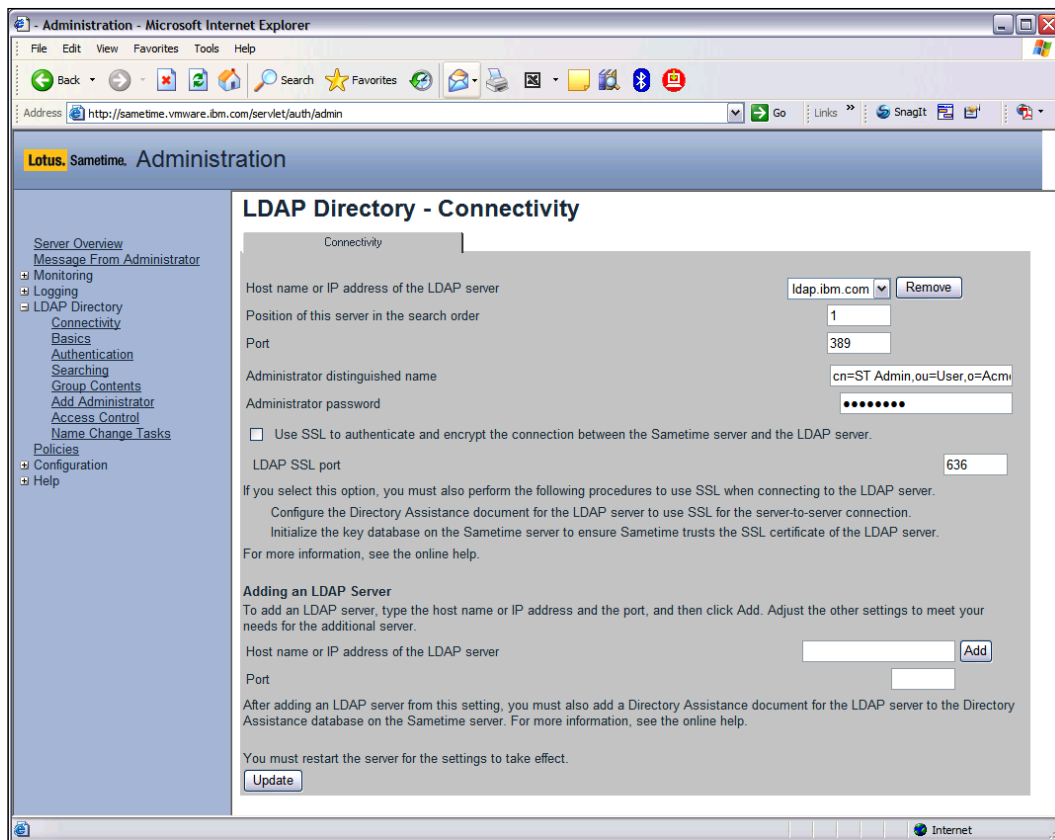 - Administration - Microsoft Internet Explorer
File Edit View Favorites Tools Help
Back Search Favorites
Address http://sametime.vmware.ibm.com/servlet/auth/admin Go Links » SnagIt
Lotus. Sametime. Administration
LDAP Directory - Connectivity
Connectivity
Server Overview
Message From Administrator
Monitoring
Logging
LDAP Directory
Connectivity
Basics
Authentication
Searching
Group Contents
Add Administrator
Access Control
Name Change Tasks
Policies
Configuration
Help
Host name or IP address of the LDAP server ldap.ibm.com Remove
Position of this server in the search order 1
Port 389
Administrator distinguished name cn=ST Admin,ou=User,o=Acm
Administrator password ••••••••
Use SSL to authenticate and encrypt the connection between the Sametime server and the LDAP server.
LDAP SSL port 636
If you select this option, you must also perform the following procedures to use SSL when connecting to the LDAP server.
Configure the Directory Assistance document for the LDAP server to use SSL for the server-to-server connection.
Initialize the key database on the Sametime server to ensure Sametime trusts the SSL certificate of the LDAP server.
For more information, see the online help.
Adding an LDAP Server
To add an LDAP server, type the host name or IP address and the port, and then click Add. Adjust the other settings to meet your
needs for the additional server.
Host name or IP address of the LDAP server Add
Port
After adding an LDAP server from this setting, you must also add a Directory Assistance document for the LDAP server to the Directory
Assistance database on the Sametime server. For more information, see the online help.
You must restart the server for the settings to take effect.
Update
Internet